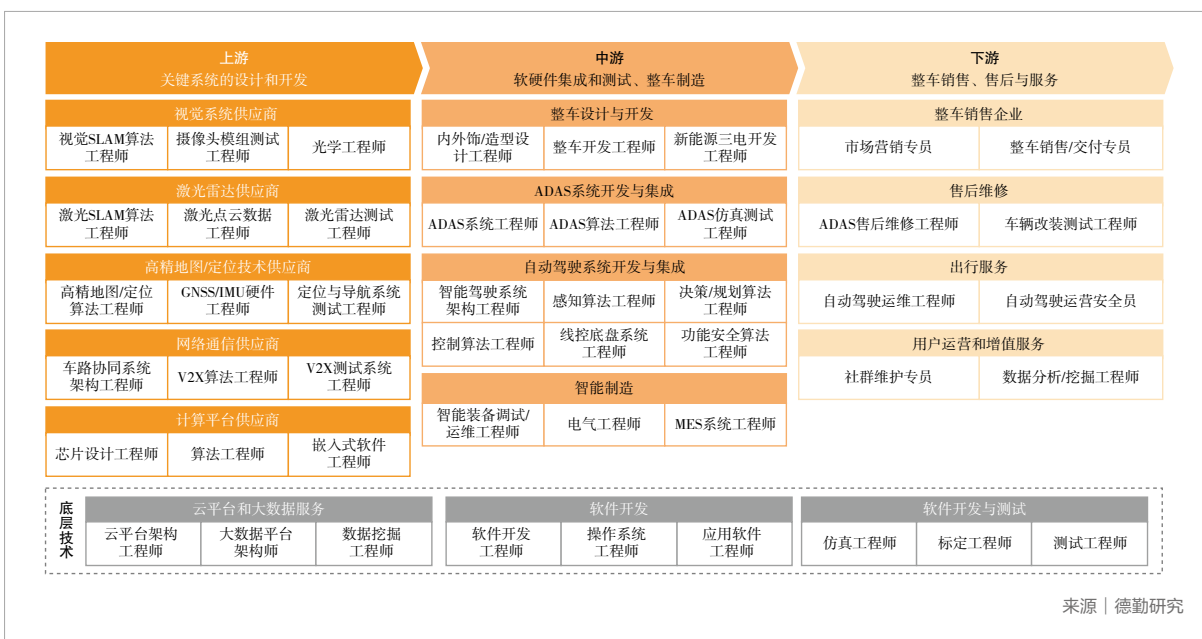 上游
关键系统的设计和开发
视觉系统供应商
视觉SLAM算法
工程师
摄像头模组测试
工程师
光学工程师
激光雷达供应商
激光SLAM算法
工程师
激光点云数据
工程师
激光雷达测试
工程师
高精地图/定位技术供应商
高精地图/定位
算法工程师
GNSS/IMU硬件
工程师
定位与导航系统
测试工程师
网络通信供应商
车路协同系统
架构工程师
V2X算法工程师
V2X测试系统
工程师
计算平台供应商
芯片设计工程师
算法工程师
嵌入式软件
工程师
中游
软硬件集成和测试、整车制造
整车设计与开发
内外饰/造型设
计工程师
整车开发工程师
新能源三电开发
工程师
ADAS系统开发与集成
ADAS系统工程师
ADAS算法工程师
ADAS仿真测试
工程师
自动驾驶系统开发与集成
智能驾驶系统
架构工程师
感知算法工程师
决策/规划算法
工程师
控制算法工程师
线控底盘系统
工程师
功能安全算法
工程师
智能制造
智能装备调试/
运维工程师
电气工程师
MES系统工程师
下游
整车销售、售后与服务
整车销售企业
市场营销专员
整车销售/交付专员
售后维修
ADAS售后维修工程师
车辆改装测试工程师
出行服务
自动驾驶运维工程师
自动驾驶运营安全员
用户运营和增值服务
社群维护专员
数据分析/挖掘工程师
底层技术
云平台和大数据服务
云平台架构
工程师
大数据平台
架构师
数据挖掘
工程师
软件开发
软件开发
工程师
操作系统
工程师
应用软件
工程师
软件开发与测试
仿真工程师
标定工程师
测试工程师
来源｜德勤研究